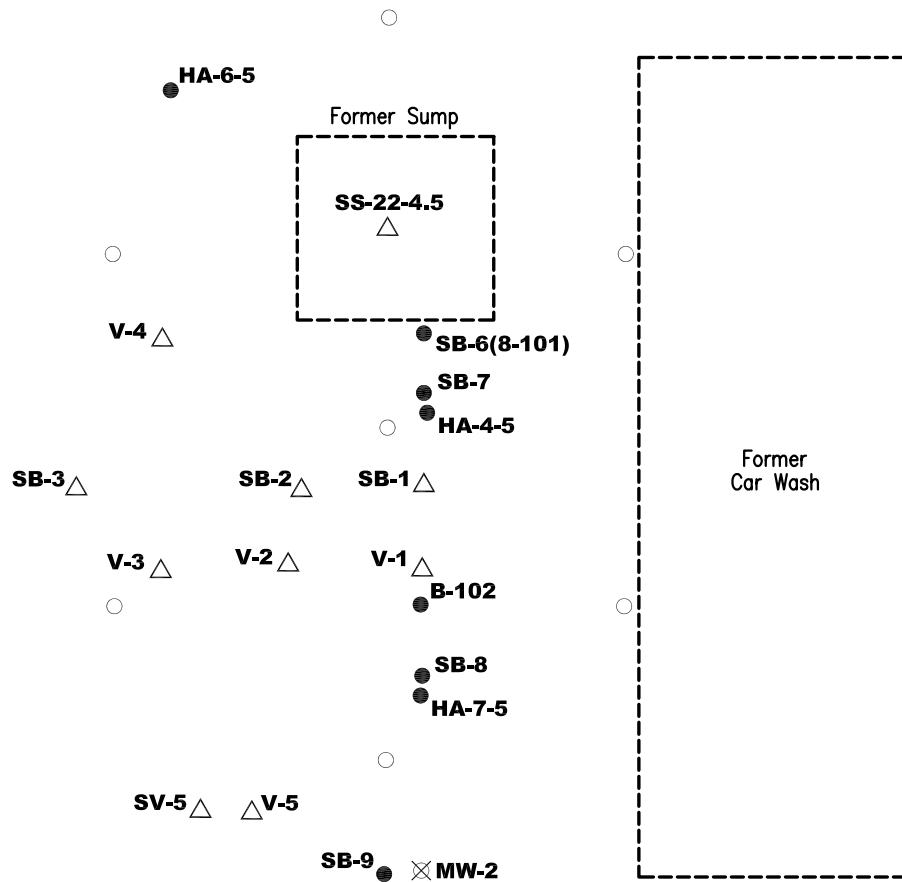 HA-6-5
Former Sump
SS-22-4.5
V-4
SB-6(8-101)
SB-7
HA-4-5
SB-3
SB-2
SB-1
Former
Car Wash
V-3
V-2
V-1
B-102
SB-8
HA-7-5
SV-5
V-5
SB-9
MW-2